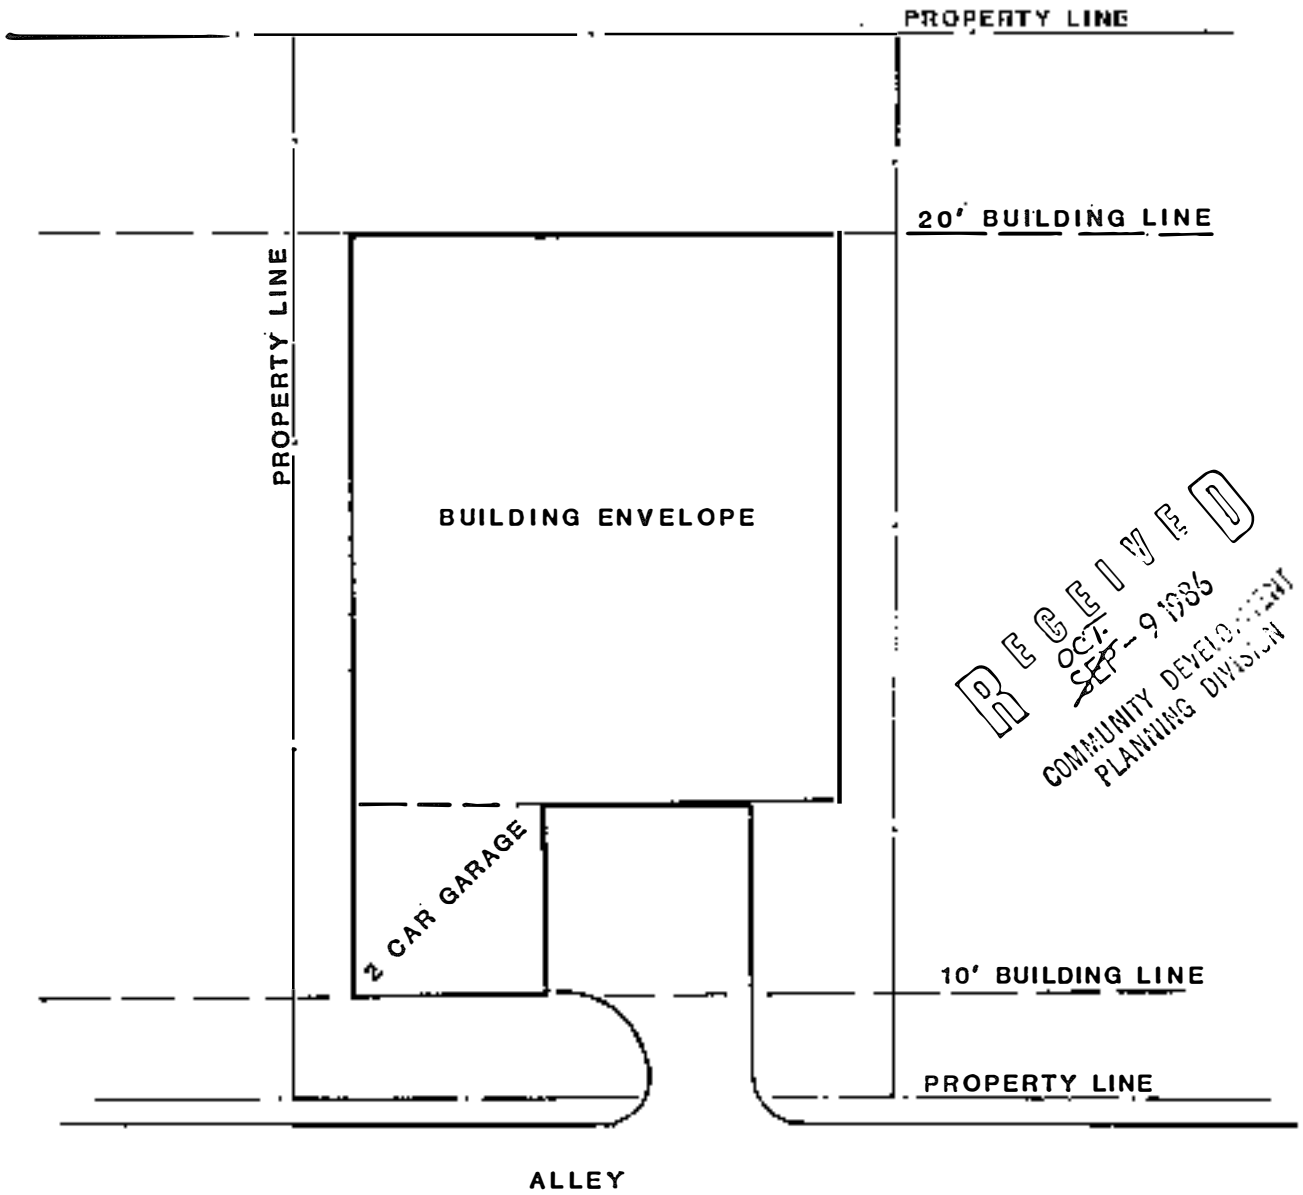 PROPERTY LINE
20' BUILDING LINE
PROPERTY LINE
BUILDING ENVELOPE
RECEIVED
OCT.
SEP - 9 1986
COMMUNITY DEVELOPMENT
PLANNING DIVISION
2 CAR GARAGE
10' BUILDING LINE
PROPERTY LINE
ALLEY